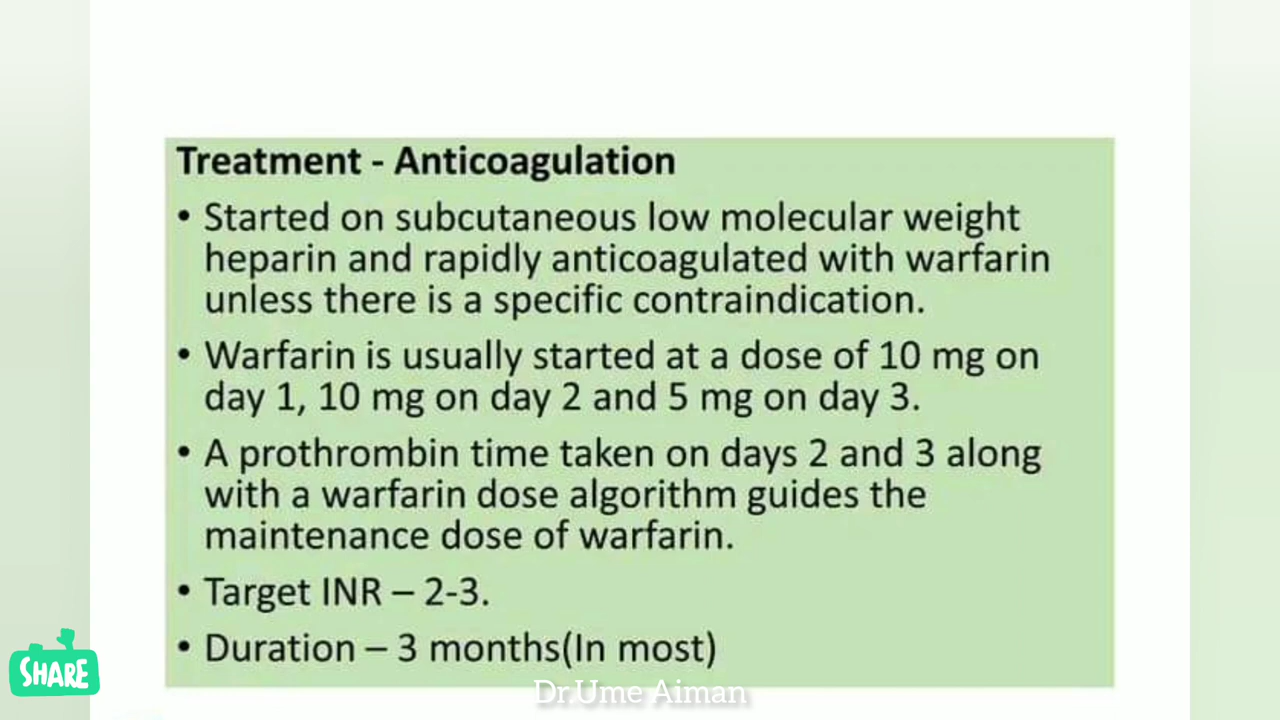 Treatment - Anticoagulation
• Started on subcutaneous low molecular weight
heparin and rapidly anticoagulated with warfarin
unless there is a specific contraindication.
• Warfarin is usually started at a dose of 10 mg on
day 1, 10 mg on day 2 and 5 mg on day 3.
• A prothrombin time taken on days 2 and 3 along
with a warfarin dose algorithm guides the
maintenance dose of warfarin.
• Target INR – 2-3.
• Duration – 3 months(In most)
SHARE
Dr.Ume Aiman